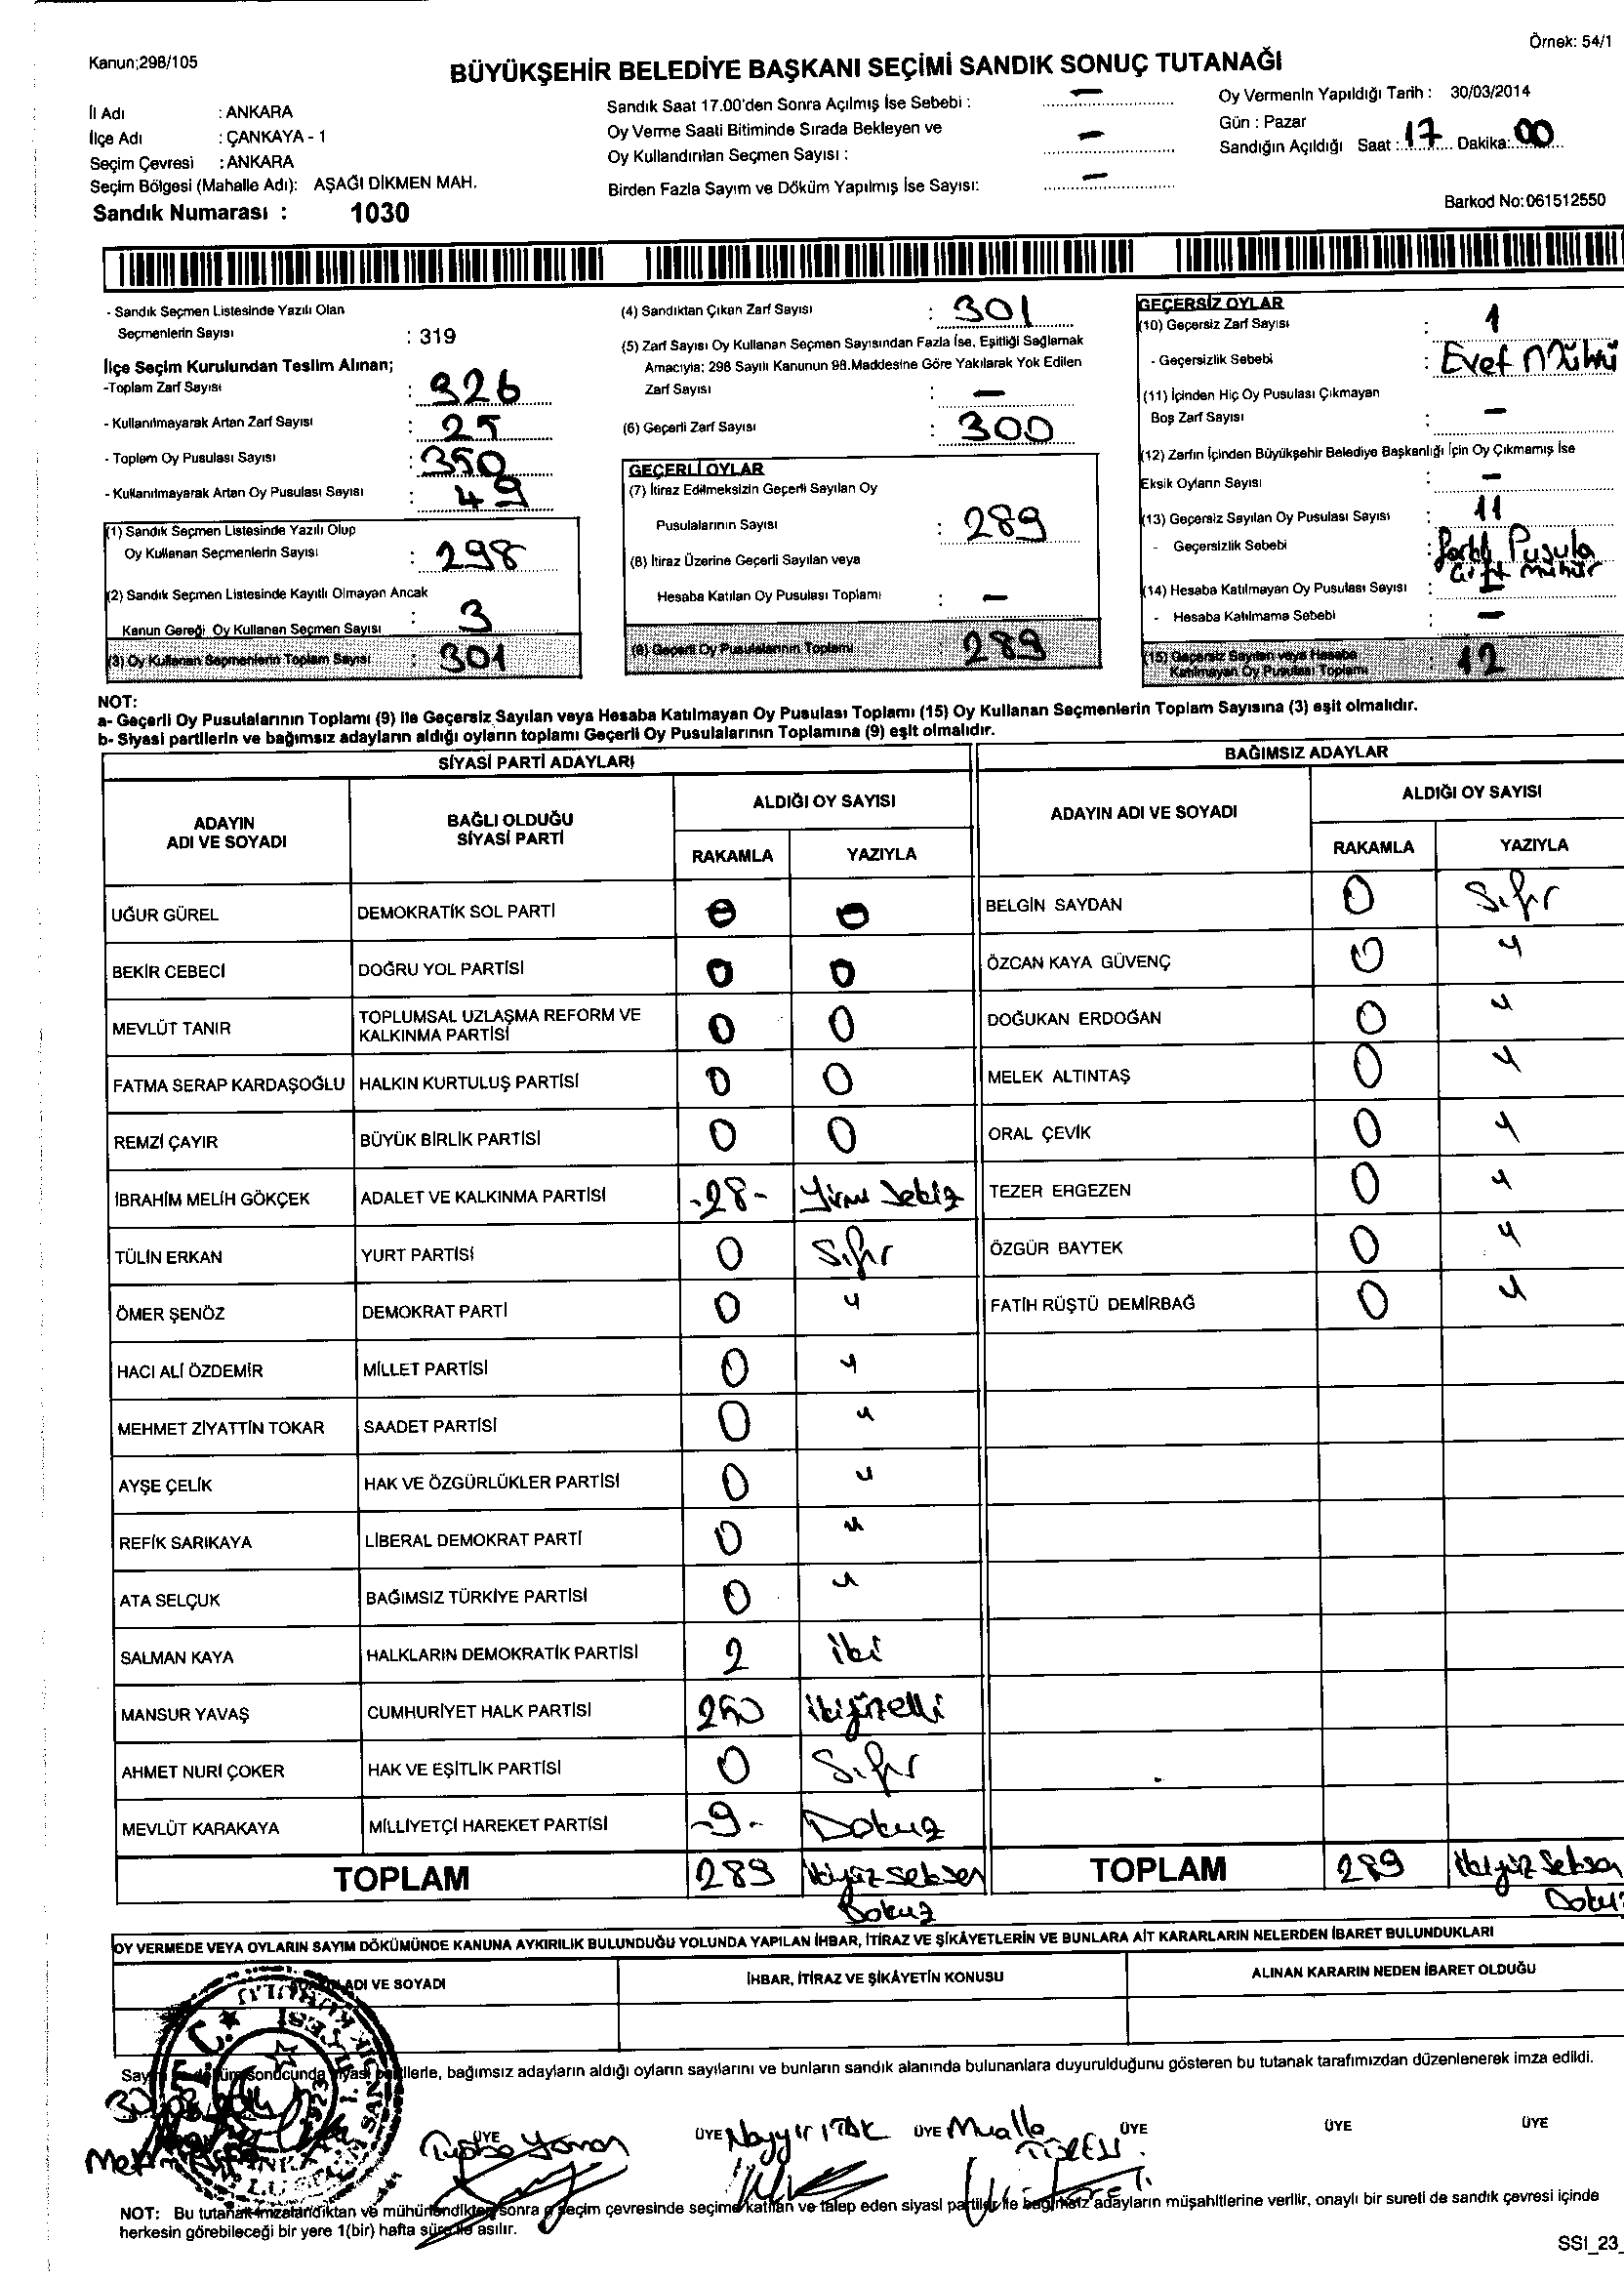 Kanun;298/105
Örnek: 54/1
BÜYÜKŞEHİR BELEDİYE BAŞKANI SEÇİMİ SANDIK SONUÇ TUTANAĞI
İl Adı : ANKARA
İlçe Adı : ÇANKAYA - 1
Seçim Çevresi : ANKARA
Seçim Bölgesi (Mahalle Adı): AŞAĞI DİKMEN MAH.
Sandık Numarası : 1030
Sandık Saat 17.00'den Sonra Açılmış İse Sebebi : -
Oy Verme Saati Bitiminde Sırada Bekleyen ve
Oy Kullandırılan Seçmen Sayısı : -
Birden Fazla Sayım ve Döküm Yapılmış İse Sayısı: -
Oy Vermenin Yapıldığı Tarih : 30/03/2014
Gün : Pazar
Sandığın Açıldığı Saat : 17 Dakika: 00
Barkod No:061512550
- Sandık Seçmen Listesinde Yazılı Olan
Seçmenlerin Sayısı : 319
İlçe Seçim Kurulundan Teslim Alınan;
-Toplam Zarf Sayısı : 326
- Kullanılmayarak Artan Zarf Sayısı : 25
- Toplam Oy Pusulası Sayısı : 350
- Kullanılmayarak Artan Oy Pusulası Sayısı : 49
(1) Sandık Seçmen Listesinde Yazılı Olup
Oy Kullanan Seçmenlerin Sayısı : 298
(2) Sandık Seçmen Listesinde Kayıtlı Olmayan Ancak
Kanun Gereği Oy Kullanan Seçmen Sayısı : 3
(3) Oy Kullanan Seçmenlerin Toplam Sayısı : 301
(4) Sandıktan Çıkan Zarf Sayısı : 301
(5) Zarf Sayısı Oy Kullanan Seçmen Sayısından Fazla İse, Eşitliği Sağlamak
Amacıyla; 298 Sayılı Kanunun 98.Maddesine Göre Yakılarak Yok Edilen
Zarf Sayısı : -
(6) Geçerli Zarf Sayısı : 300
GEÇERLİ OYLAR
(7) İtiraz Edilmeksizin Geçerli Sayılan Oy
Pusulalarının Sayısı : 289
(8) İtiraz Üzerine Geçerli Sayılan veya
Hesaba Katılan Oy Pusulası Toplamı : -
(9) Geçerli Oy Pusulalarının Toplamı 289
GEÇERSİZ OYLAR
(10) Geçersiz Zarf Sayısı : 1
- Geçersizlik Sebebi : Evet Mührü
(11) İçinden Hiç Oy Pusulası Çıkmayan
Boş Zarf Sayısı : -
(12) Zarfın İçinden Büyükşehir Belediye Başkanlığı İçin Oy Çıkmamış İse
Eksik Oyların Sayısı : -
(13) Geçersiz Sayılan Oy Pusulası Sayısı : 11
- Geçersizlik Sebebi : Farklı Pusula
Çift mühür
(14) Hesaba Katılmayan Oy Pusulası Sayısı : -
- Hesaba Katılmama Sebebi : -
(15) Geçersiz Sayılan veya Hesaba
Katılmayan Oy Pusulası Toplamı : 12
NOT:
a- Geçerli Oy Pusulalarının Toplamı (9) ile Geçersiz Sayılan veya Hesaba Katılmayan Oy Pusulası Toplamı (15) Oy Kullanan Seçmenlerin Toplam Sayısına (3) eşit olmalıdır.
b- Siyasi partilerin ve bağımsız adayların aldığı oyların toplamı Geçerli Oy Pusulalarının Toplamına (9) eşit olmalıdır.
SİYASİ PARTİ ADAYLARI
BAĞIMSIZ ADAYLAR
ADAYIN
ADI VE SOYADI
BAĞLI OLDUĞU
SİYASİ PARTİ
ALDIĞI OY SAYISI
RAKAMLA YAZIYLA
ADAYIN ADI VE SOYADI
ALDIĞI OY SAYISI
RAKAMLA YAZIYLA
UĞUR GÜREL DEMOKRATİK SOL PARTİ 0 0
BEKİR CEBECİ DOĞRU YOL PARTİSİ 0 0
MEVLÜT TANIR TOPLUMSAL UZLAŞMA REFORM VE
KALKINMA PARTİSİ 0 0
FATMA SERAP KARDAŞOĞLU HALKIN KURTULUŞ PARTİSİ 0 0
REMZİ ÇAYIR BÜYÜK BİRLİK PARTİSİ 0 0
İBRAHİM MELİH GÖKÇEK ADALET VE KALKINMA PARTİSİ -28- Yirmi Sekiz
TÜLİN ERKAN YURT PARTİSİ 0 Sıfır
ÖMER ŞENÖZ DEMOKRAT PARTİ 0 "
HACI ALİ ÖZDEMİR MİLLET PARTİSİ 0 "
MEHMET ZİYATTİN TOKAR SAADET PARTİSİ 0 "
AYŞE ÇELİK HAK VE ÖZGÜRLÜKLER PARTİSİ 0 "
REFİK SARIKAYA LİBERAL DEMOKRAT PARTİ 0 "
ATA SELÇUK BAĞIMSIZ TÜRKİYE PARTİSİ 0 "
SALMAN KAYA HALKLARIN DEMOKRATİK PARTİSİ 2 iki
MANSUR YAVAŞ CUMHURİYET HALK PARTİSİ 250 ikiyüzelli
AHMET NURİ ÇOKER HAK VE EŞİTLİK PARTİSİ 0 Sıfır
MEVLÜT KARAKAYA MİLLİYETÇİ HAREKET PARTİSİ -9- Dokuz
TOPLAM 289 ikiyüz seksen
Dokuz
BELGİN SAYDAN 0 Sıfır
ÖZCAN KAYA GÜVENÇ 0 "
DOĞUKAN ERDOĞAN 0 "
MELEK ALTINTAŞ 0 "
ORAL ÇEVİK 0 "
TEZER ERGEZEN 0 "
ÖZGÜR BAYTEK 0 "
FATİH RÜŞTÜ DEMİRBAĞ 0 "
TOPLAM 289 ikiyüz Seksen
Dokuz
OY VERMEDE VEYA OYLARIN SAYIM DÖKÜMÜNDE KANUNA AYKIRILIK BULUNDUĞU YOLUNDA YAPILAN İHBAR, İTİRAZ VE ŞİKÂYETLERİN VE BUNLARA AİT KARARLARIN NELERDEN İBARET BULUNDUKLARI
ADI VE SOYADI
İHBAR, İTİRAZ VE ŞİKÂYETİN KONUSU
ALINAN KARARIN NEDEN İBARET OLDUĞU
T.C.
sonucunda siyasi partilerle, bağımsız adayların aldığı oyların sayılarını ve bunların sandık alanında bulunanlara duyurulduğunu gösteren bu tutanak tarafımızdan düzenlenerek imza edildi.
ÜYE ÜYE ÜYE Mualla ÜYE ÜYE ÜYE
NOT: Bu tutanak imzalandıktan ve mühürlendikten sonra o seçim çevresinde seçime katılan ve talep eden siyasi partiler ile bağımsız adayların müşahitlerine verilir, onaylı bir sureti de sandık çevresi içinde
herkesin görebileceği bir yere 1(bir) hafta süre ile asılır.
SSI_23_